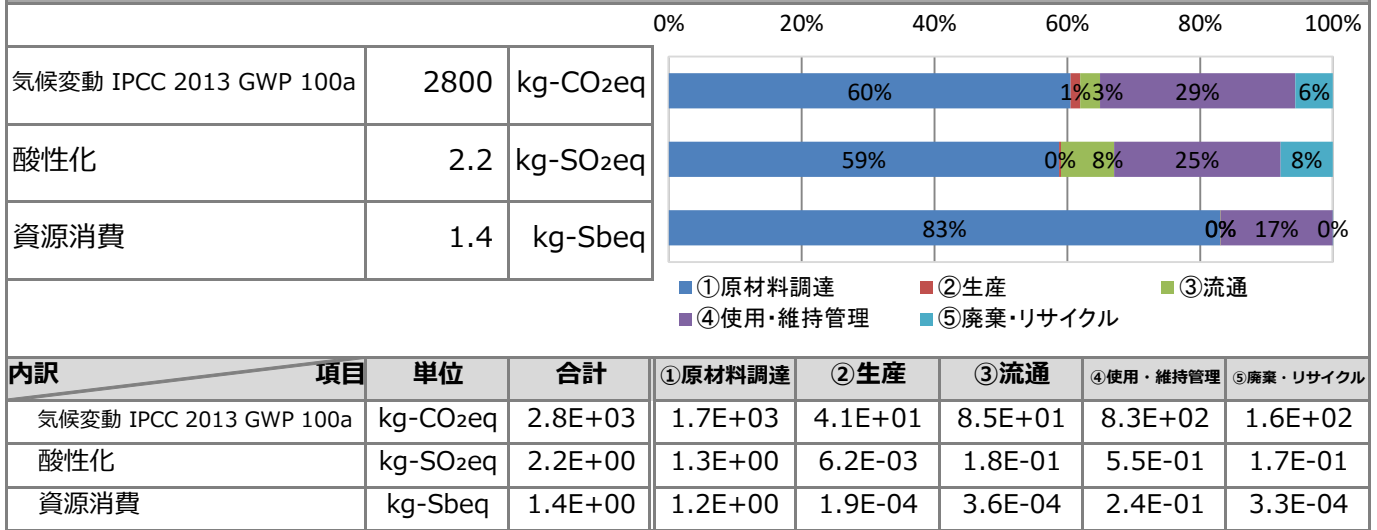 0% 20% 40% 60% 80% 100%
気候変動 IPCC 2013 GWP 100a 2800 kg-CO₂eq 60% 1% 3% 29% 6%
酸性化 2.2 kg-SO₂eq 59% 0% 8% 25% 8%
資源消費 1.4 kg-Sbeq 83% 0% 0% 17% 0%
①原材料調達 ②生産 ③流通
④使用・維持管理 ⑤廃棄・リサイクル
内訳 項目 単位 合計 ①原材料調達 ②生産 ③流通 ④使用・維持管理 ⑤廃棄・リサイクル
気候変動 IPCC 2013 GWP 100a kg-CO₂eq 2.8E+03 1.7E+03 4.1E+01 8.5E+01 8.3E+02 1.6E+02
酸性化 kg-SO₂eq 2.2E+00 1.3E+00 6.2E-03 1.8E-01 5.5E-01 1.7E-01
資源消費 kg-Sbeq 1.4E+00 1.2E+00 1.9E-04 3.6E-04 2.4E-01 3.3E-04